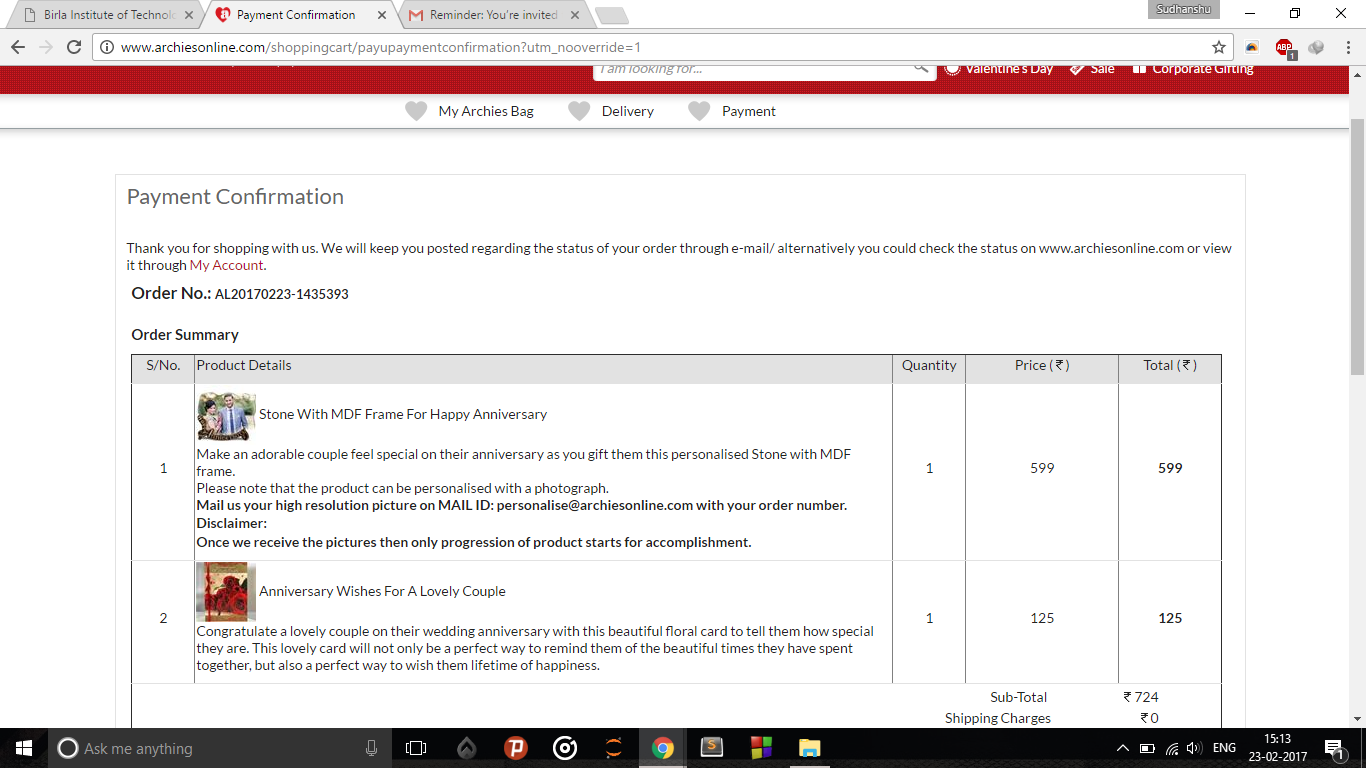 Birla Institute of Technolo
Payment Confirmation
Reminder: You're invited
Sudhanshu
www.archiesonline.com/shoppingcart/payupaymentconfirmation?utm_nooverride=1
ABP
1
I am looking for...
Valentine's Day
Sale
Corporate Gifting
My Archies Bag
Delivery
Payment
Payment Confirmation
Thank you for shopping with us. We will keep you posted regarding the status of your order through e-mail/ alternatively you could check the status on www.archiesonline.com or view
it through My Account.
Order No.: AL20170223-1435393
Order Summary
S/No. Product Details Quantity Price (₹) Total (₹)
Stone With MDF Frame For Happy Anniversary
Make an adorable couple feel special on their anniversary as you gift them this personalised Stone with MDF
1 1 599 599
frame.
Please note that the product can be personalised with a photograph.
Mail us your high resolution picture on MAIL ID: personalise@archiesonline.com with your order number.
Disclaimer:
Once we receive the pictures then only progression of product starts for accomplishment.
Anniversary Wishes For A Lovely Couple
2 1 125 125
Congratulate a lovely couple on their wedding anniversary with this beautiful floral card to tell them how special
they are. This lovely card will not only be a perfect way to remind them of the beautiful times they have spent
together, but also a perfect way to wish them lifetime of happiness.
Sub-Total ₹ 724
Shipping Charges ₹ 0
Ask me anything
ENG
15:13
23-02-2017
1